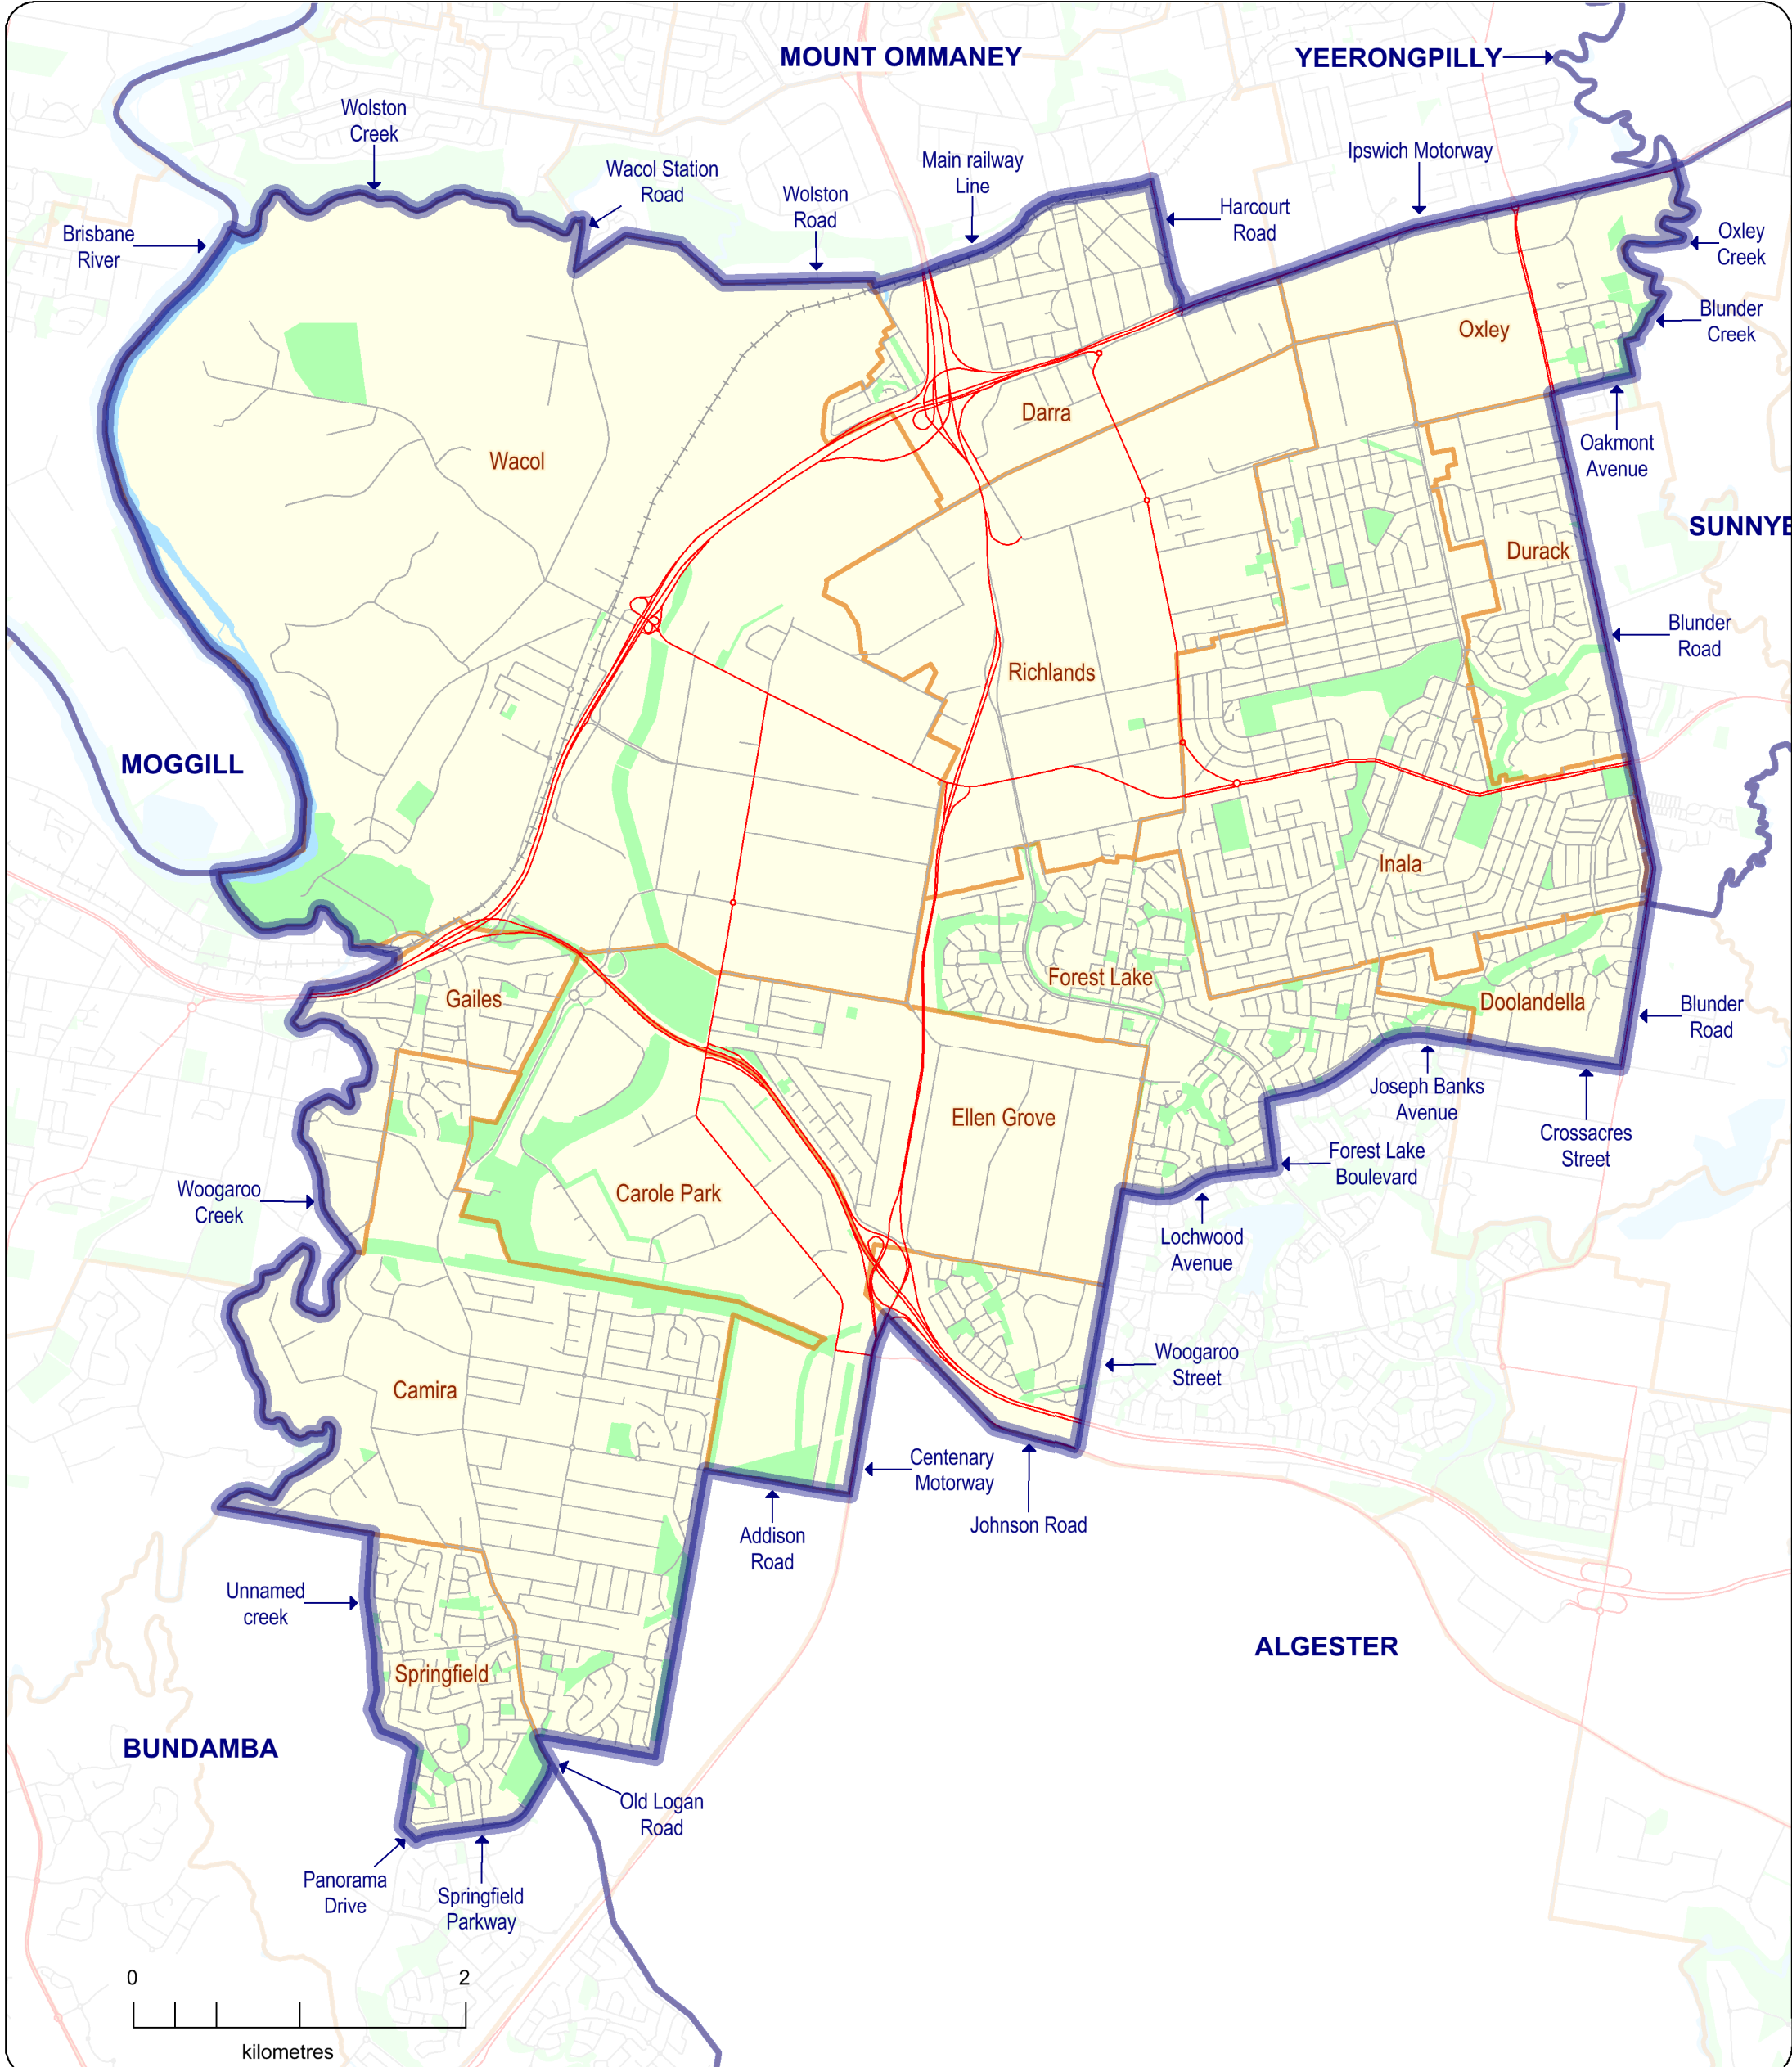 MOUNT OMMANEY
YEERONGPILLY
Wolston
Creek
Wacol Station
Road
Wolston
Road
Main railway
Line
Ipswich Motorway
Harcourt
Road
Brisbane
River
Oxley
Creek
Blunder
Creek
Oxley
Darra
Wacol
Oakmont
Avenue
SUNNYB
Durack
Blunder
Road
Richlands
MOGGILL
Inala
Forest Lake
Gailes
Doolandella
Blunder
Road
Joseph Banks
Avenue
Ellen Grove
Crossacres
Street
Forest Lake
Boulevard
Woogaroo
Creek
Carole Park
Lochwood
Avenue
Woogaroo
Street
Camira
Centenary
Motorway
Johnson Road
Addison
Road
Unnamed
creek
ALGESTER
Springfield
BUNDAMBA
Old Logan
Road
Panorama
Drive
Springfield
Parkway
0 2
kilometres